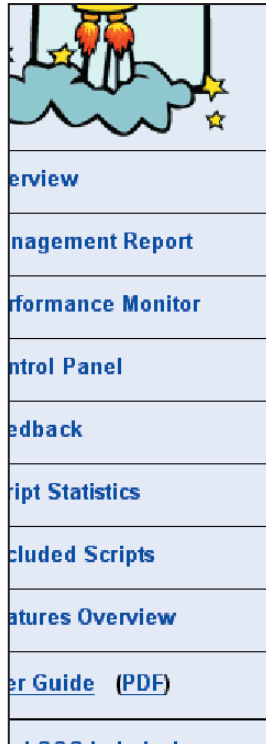 erview
nagement Report
rformance Monitor
ntrol Panel
edback
ript Statistics
cluded Scripts
atures Overview
er Guide (PDF)